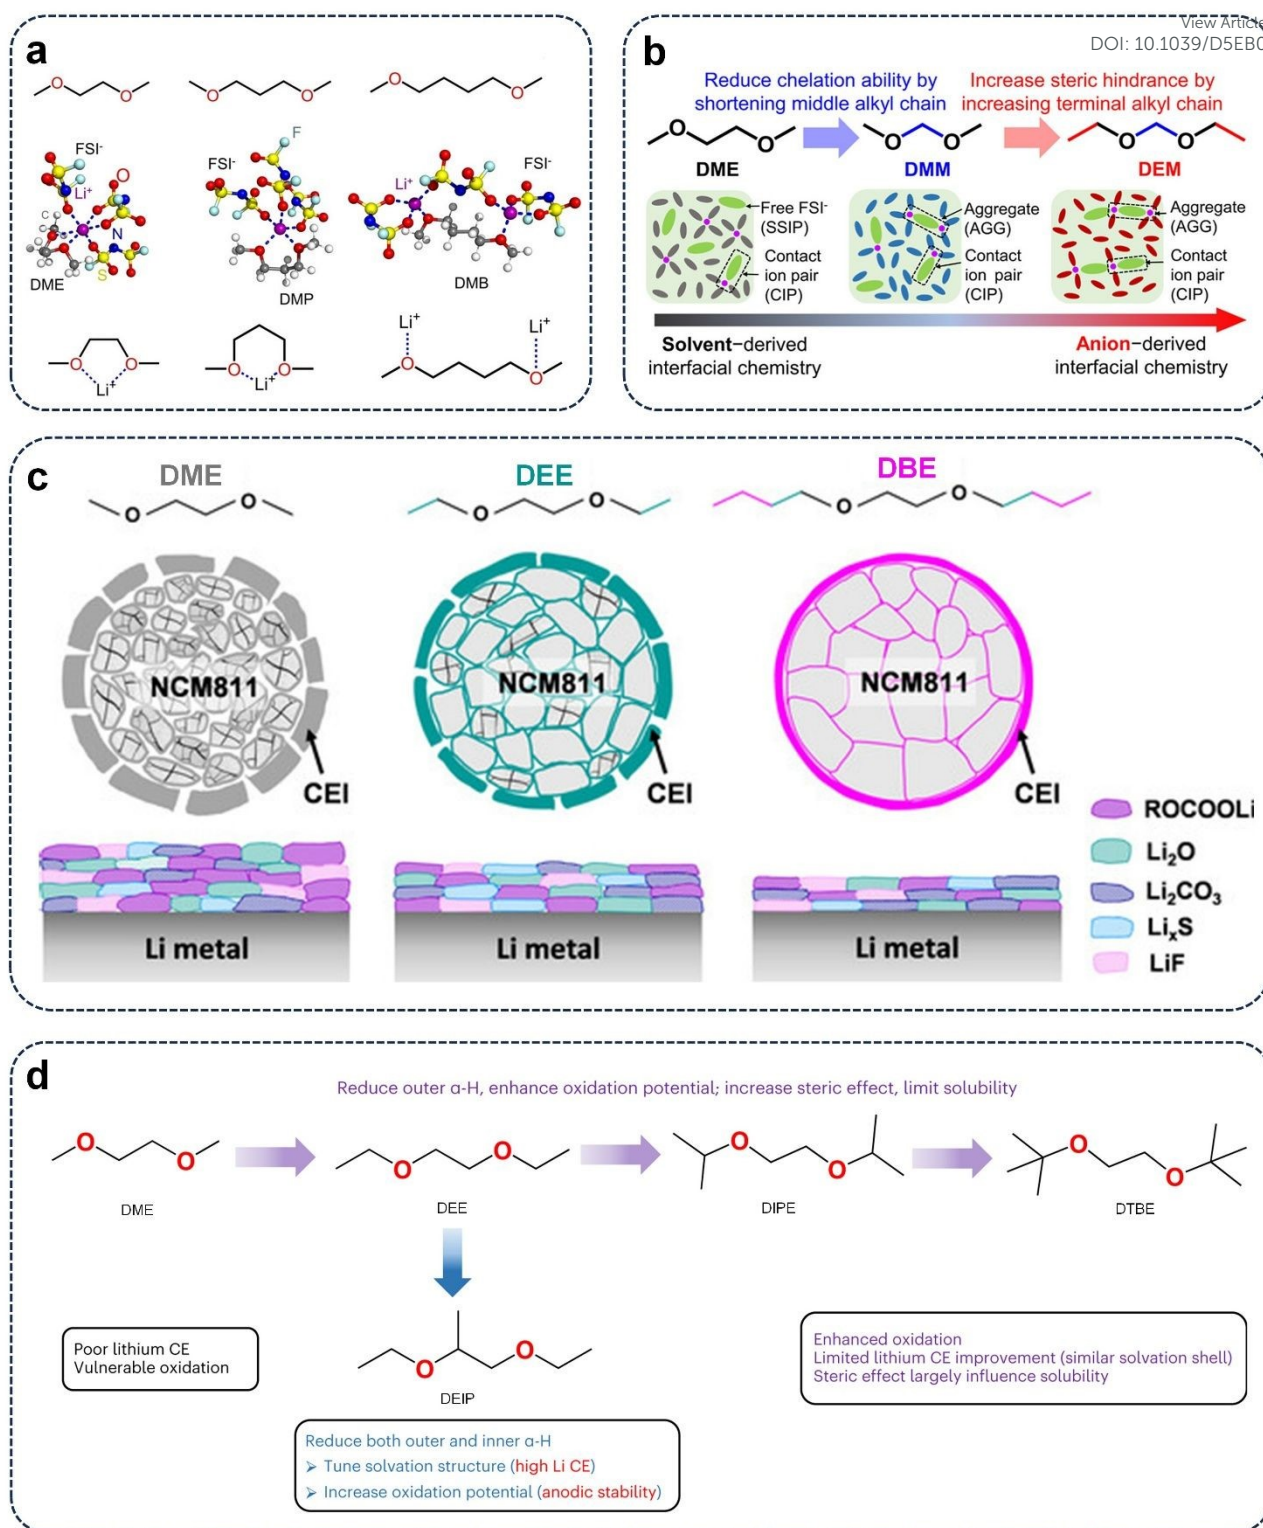 View Article
DOI: 10.1039/D5EB0
a
O
O
O
O
O
O
FSI-
Li+
O
N
S
C
DME
FSI-
F
DMP
FSI-
Li+
DMB
O
O
Li+
O
O
Li+
Li+
Li+
O
O
b
Reduce chelation ability by
shortening middle alkyl chain
Increase steric hindrance by
increasing terminal alkyl chain
O
O
DME
O
O
DMM
O
O
DEM
Free FSI-
(SSIP)
Contact
ion pair
(CIP)
Aggregate
(AGG)
Contact
ion pair
(CIP)
Aggregate
(AGG)
Contact
ion pair
(CIP)
Solvent-derived
interfacial chemistry
Anion-derived
interfacial chemistry
c
DME
DEE
DBE
O
O
O
O
O
O
NCM811
CEI
NCM811
CEI
NCM811
CEI
Li metal
Li metal
Li metal
ROCOOLi
Li2O
Li2CO3
LixS
LiF
d
Reduce outer α-H, enhance oxidation potential; increase steric effect, limit solubility
O
O
DME
O
O
DEE
O
O
DIPE
O
O
DTBE
O
O
DEIP
Poor lithium CE
Vulnerable oxidation
Reduce both outer and inner α-H
➢ Tune solvation structure (high Li CE)
➢ Increase oxidation potential (anodic stability)
Enhanced oxidation
Limited lithium CE improvement (similar solvation shell)
Steric effect largely influence solubility